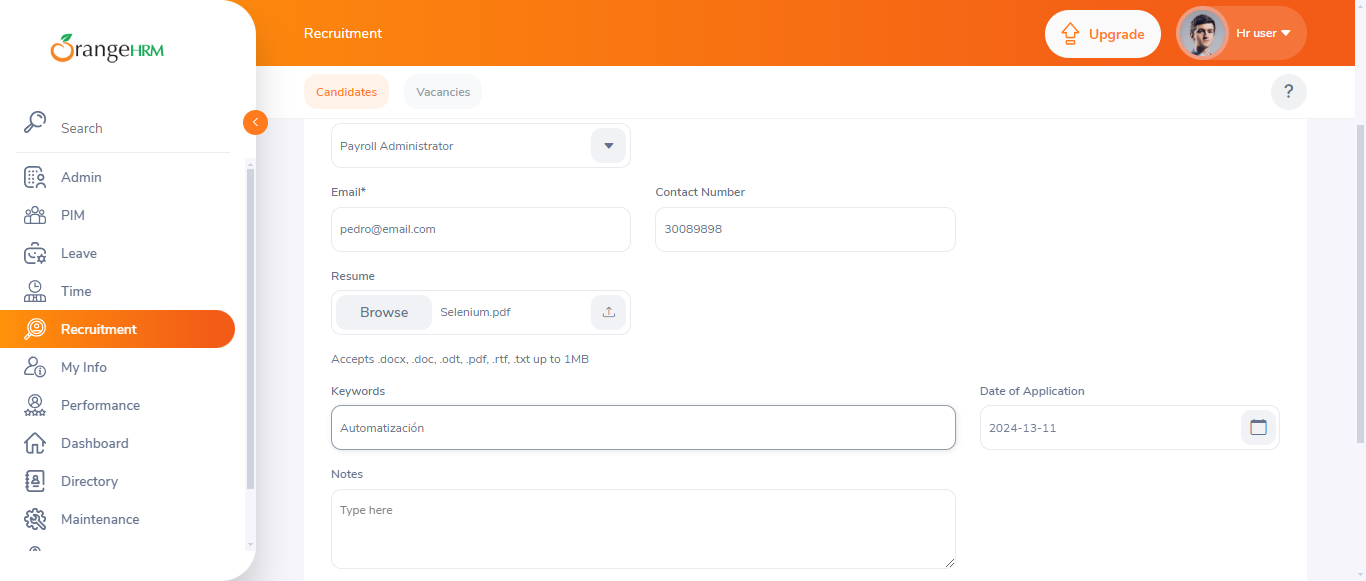 OrangeHRM
Search
Admin
PIM
Leave
Time
Recruitment
My Info
Performance
Dashboard
Directory
Maintenance
Recruitment
Upgrade
Hr user
Candidates
Vacancies
?
Payroll Administrator
Email*
Contact Number
pedro@email.com
30089898
Resume
Browse
Selenium.pdf
Accepts .docx, .doc, .odt, .pdf, .rtf, .txt up to 1MB
Keywords
Date of Application
Automatización
2024-13-11
Notes
Type here